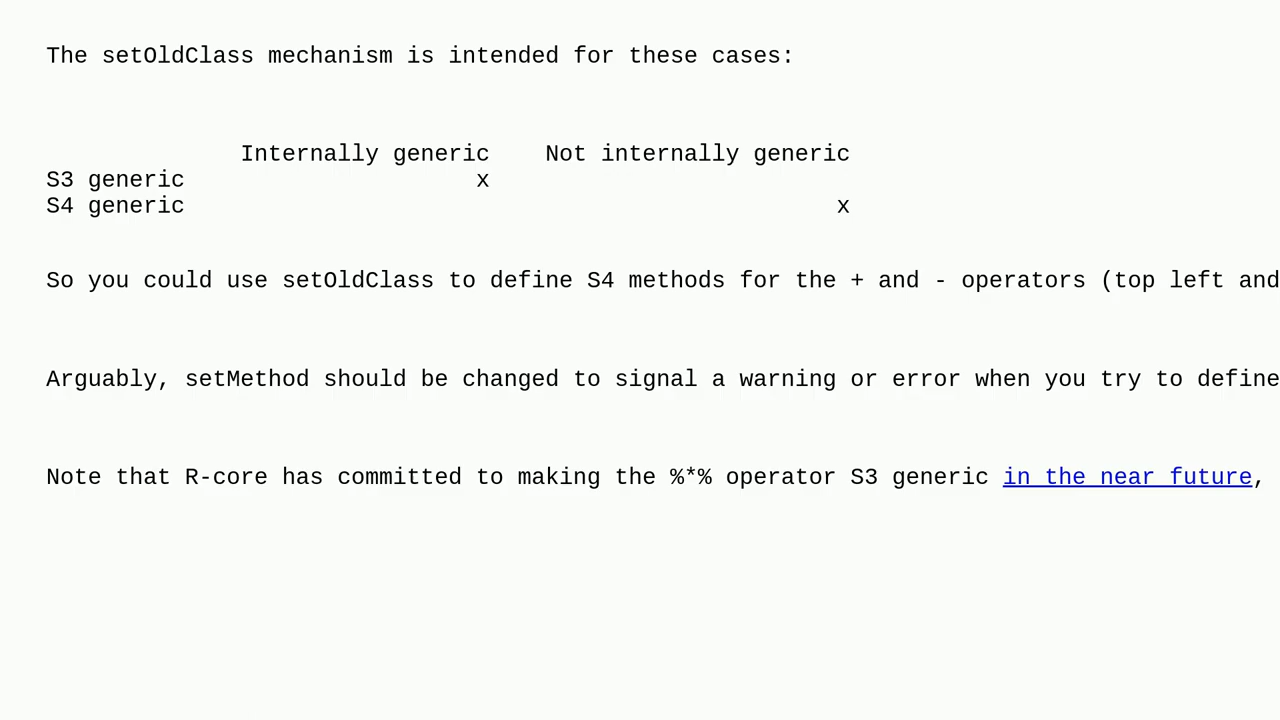 The setOldClass mechanism is intended for these cases:
Internally generic    Not internally generic
S3 generic                     x
S4 generic                                               x
So you could use setOldClass to define S4 methods for the + and - operators (top left and
Arguably, setMethod should be changed to signal a warning or error when you try to define
Note that R-core has committed to making the %*% operator S3 generic in the near future,